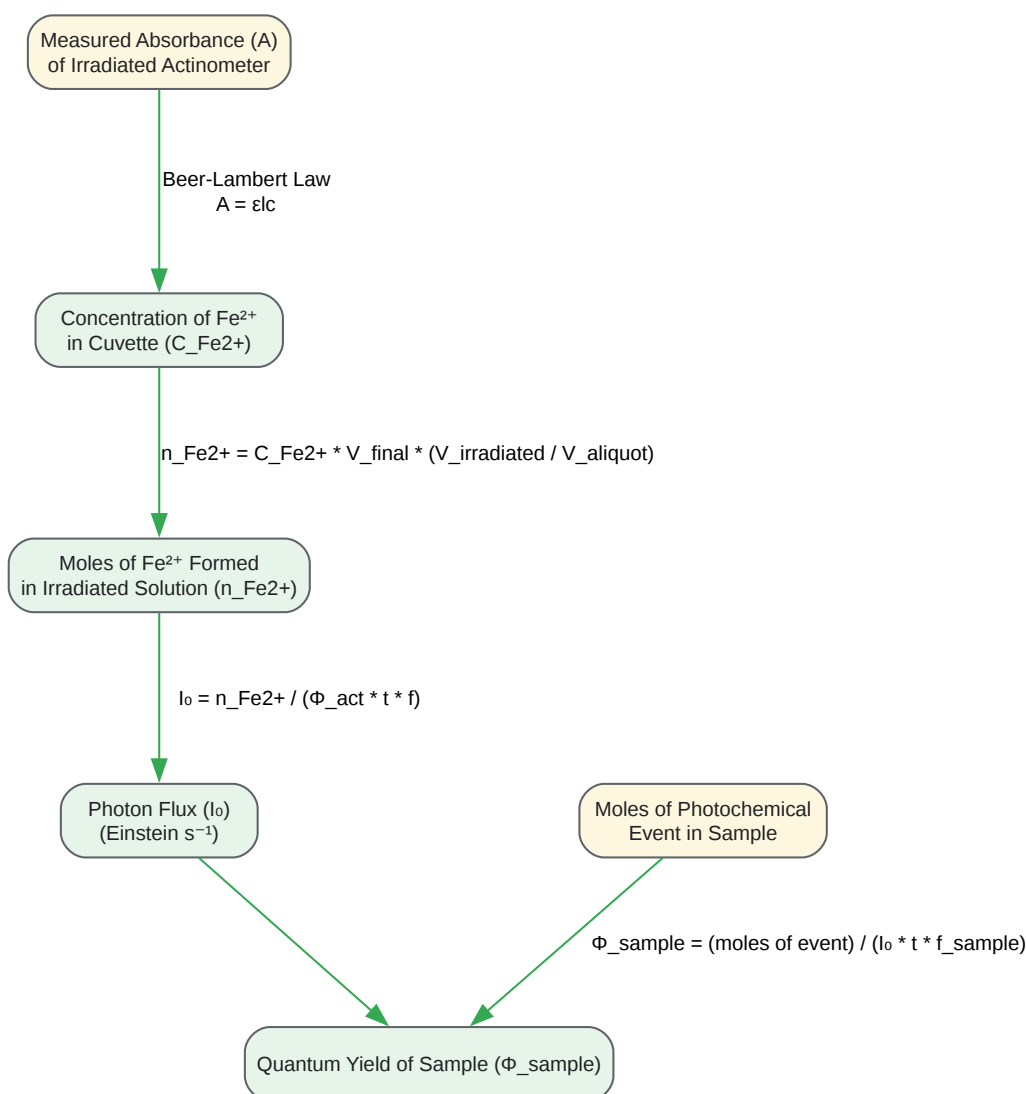 Measured Absorbance (A)
of Irradiated Actinometer
Beer-Lambert Law
A = εlc
Concentration of Fe²⁺
in Cuvette (C_Fe2+)
n_Fe2+ = C_Fe2+ * V_final * (V_irradiated / V_aliquot)
Moles of Fe²⁺ Formed
in Irradiated Solution (n_Fe2+)
I₀ = n_Fe2+ / (Φ_act * t * f)
Photon Flux (I₀)
(Einstein s⁻¹)
Moles of Photochemical
Event in Sample
Φ_sample = (moles of event) / (I₀ * t * f_sample)
Quantum Yield of Sample (Φ_sample)